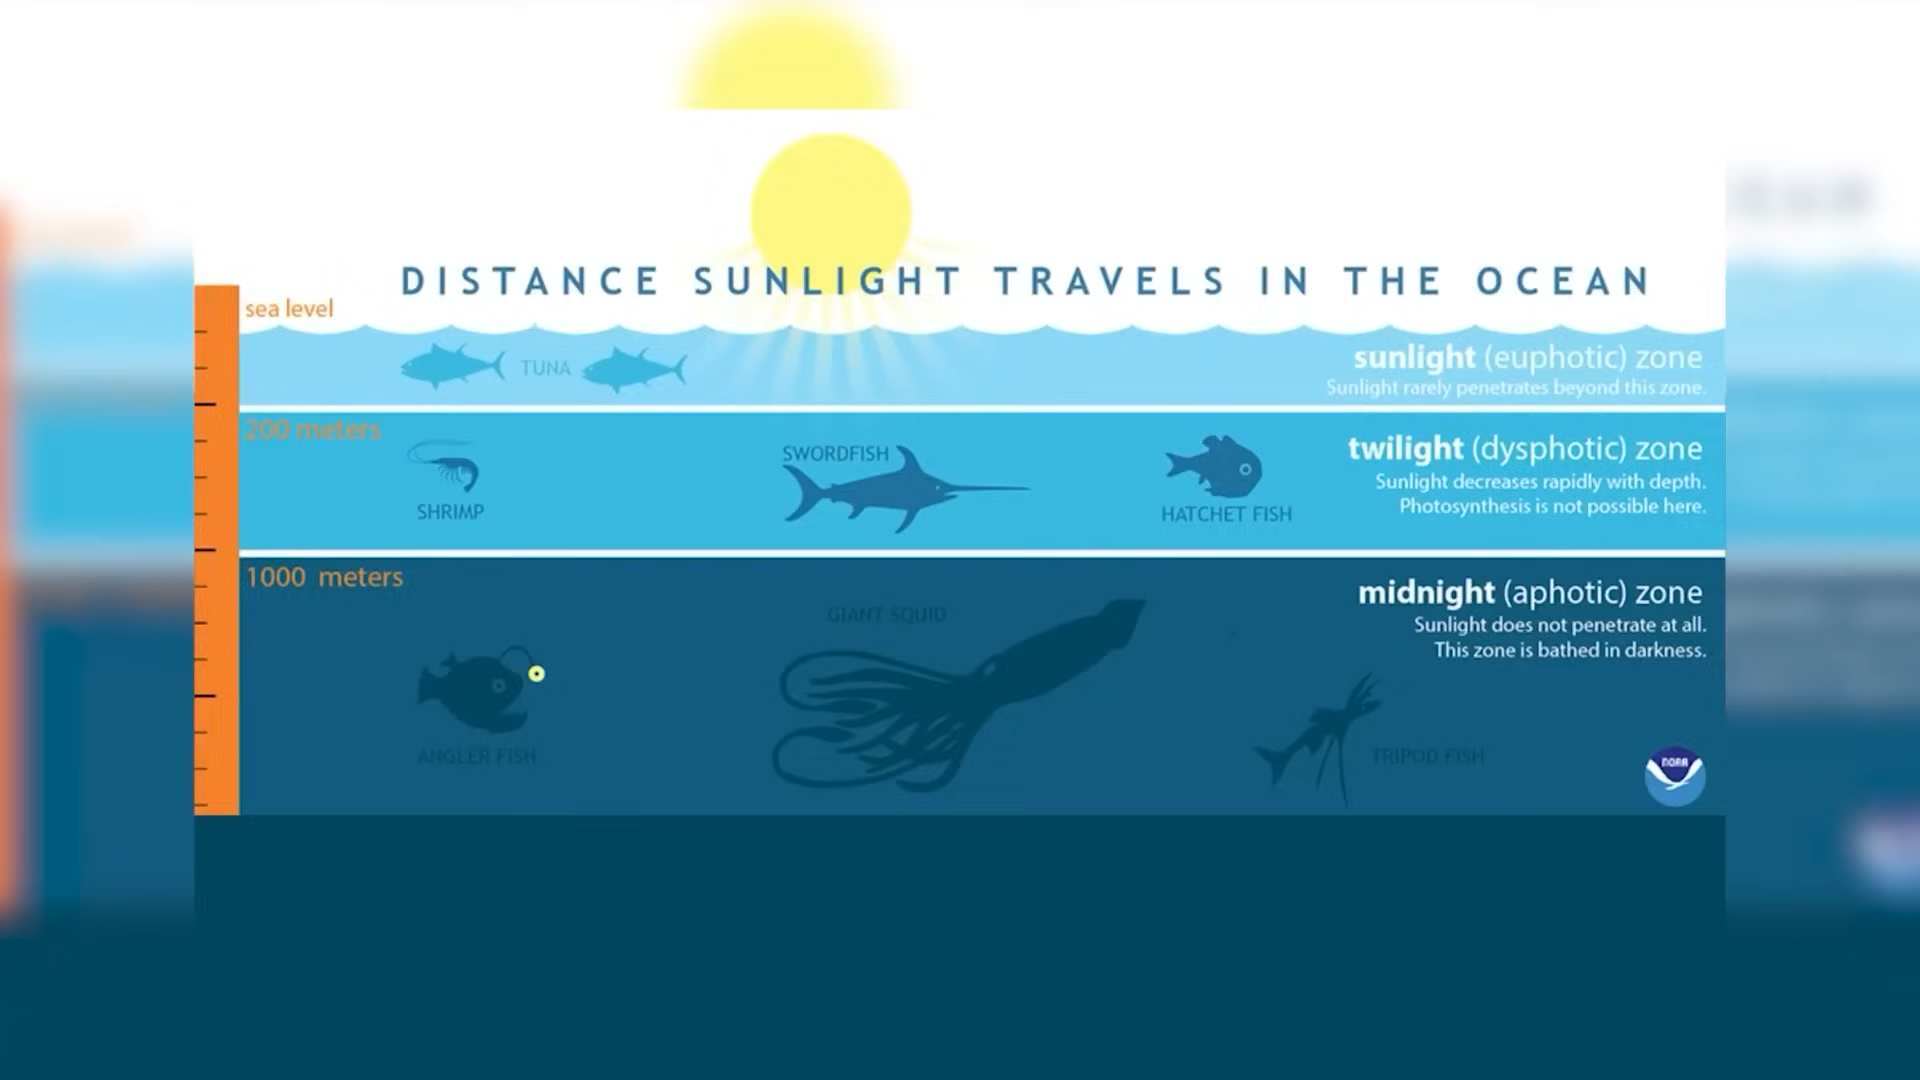 DISTANCE SUNLIGHT TRAVELS IN THE OCEAN
sea level
TUNA
sunlight (euphotic) zone
Sunlight rarely penetrates beyond this zone.
200 meters
SHRIMP
SWORDFISH
HATCHET FISH
twilight (dysphotic) zone
Sunlight decreases rapidly with depth.
Photosynthesis is not possible here.
1000 meters
GIANT SQUID
ANGLER FISH
TRIPOD FISH
midnight (aphotic) zone
Sunlight does not penetrate at all.
This zone is bathed in darkness.
NOAA